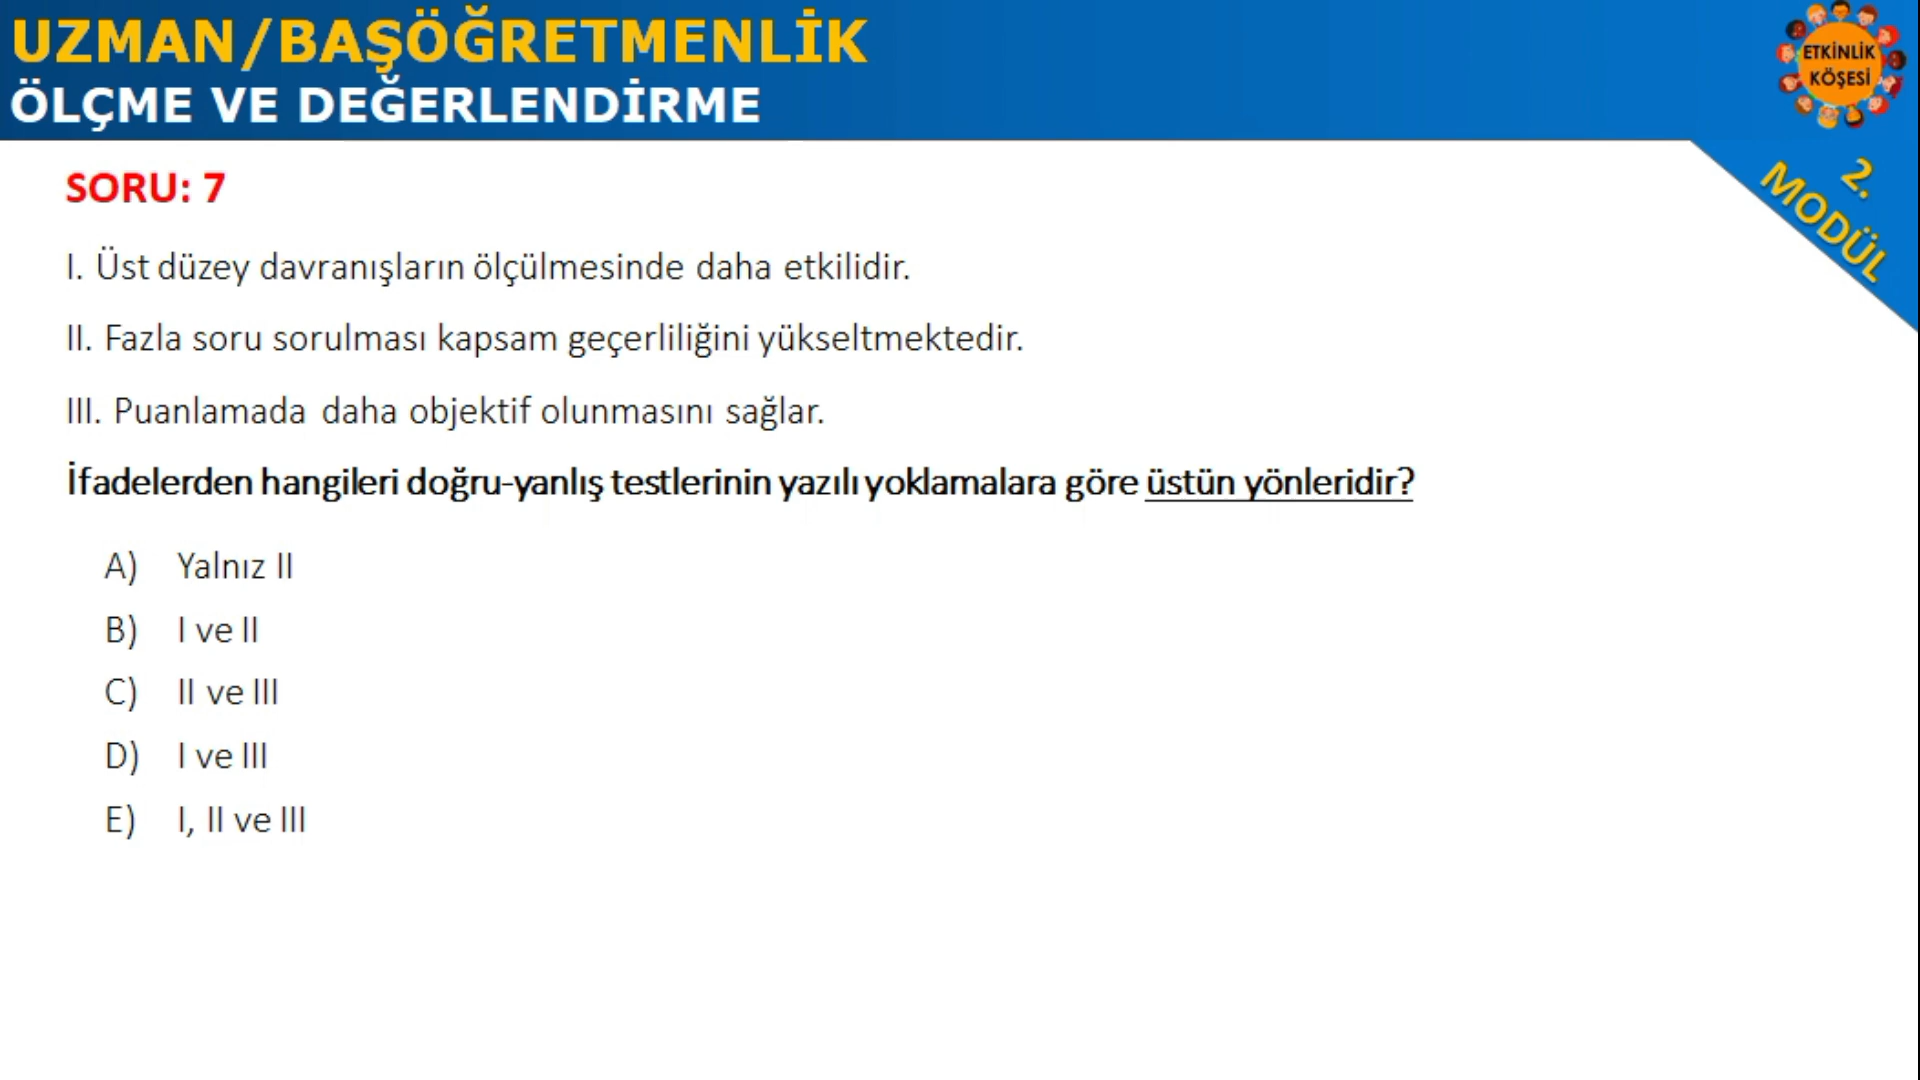 UZMAN/BAŞÖĞRETMENLİK
ÖLÇME VE DEĞERLENDİRME
ETKİNLİK
KÖŞESİ
2.
MODÜL
SORU: 7
I. Üst düzey davranışların ölçülmesinde daha etkilidir.
II. Fazla soru sorulması kapsam geçerliliğini yükseltmektedir.
III. Puanlamada daha objektif olunmasını sağlar.
İfadelerden hangileri doğru-yanlış testlerinin yazılı yoklamalara göre üstün yönleridir?
A) Yalnız II
B) I ve II
C) II ve III
D) I ve III
E) I, II ve III